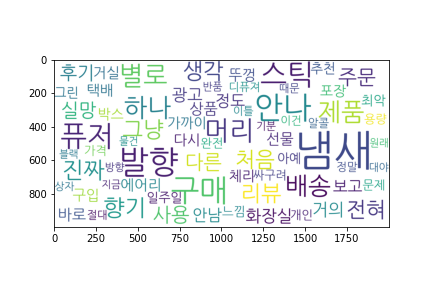 0
200
400
600
800
후기 거실 별로 생각 뚜껑 스틱 추천 주문
그린 택배 광고 반품 디퓨져 때문 포장 최악
실망 박스 하나 상품 정도 이틀 안나 제품 용량
퓨저 그냥 가까이 머리 기분 이건 알콜
블랙 가격 물건 다시 완전 선물 냄새 원래
진짜 발향 다른 처음 아예 정말 대야
상자 지금 방향 에어리 구매 체리 싸구려 배송 보고 문제
구입 일주일 리뷰
바로 절대 향기 사용 안남 느낌 화장실 개인 거의 전혀
0 250 500 750 1000 1250 1500 1750